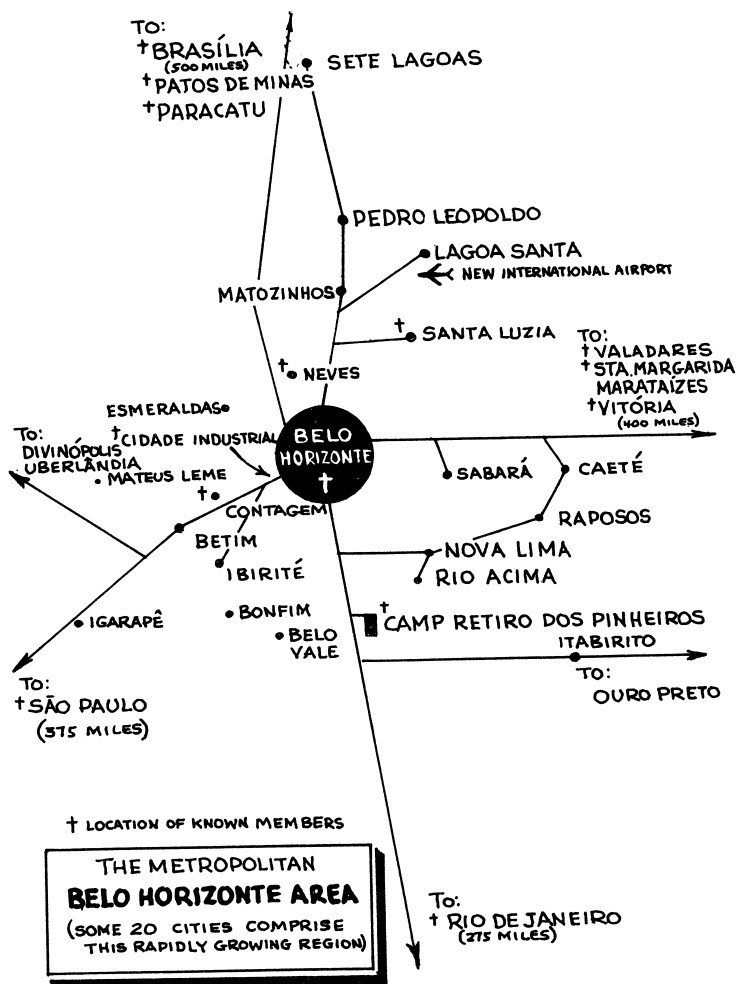 TO:
†BRASÍLIA
(500 MILES)
†PATOS DE MINAS
†PARACATU
SETE LAGOAS
PEDRO LEOPOLDO
LAGOA SANTA
NEW INTERNATIONAL AIRPORT
MATOZINHOS
† SANTA LUZIA
TO:
†VALADARES
†STA. MARGARIDA
MARATAÍZES
†VITÓRIA
(400 MILES)
† NEVES
ESMERALDAS
†CIDADE INDUSTRIAL
BELO
HORIZONTE
†
TO:
DIVINÓPOLIS
UBERLÂNDIA
MATEUS LEME
†
CONTAGEM
SABARÁ
CAETÉ
RAPOSOS
BETIM
IBIRITÉ
NOVA LIMA
RIO ACIMA
IGARAPÊ
BONFIM
BELO
VALE
† CAMP RETIRO DOS PINHEIROS
ITABIRITO
TO:
OURO PRETO
TO:
†SÃO PAULO
(375 MILES)
† LOCATION OF KNOWN MEMBERS
THE METROPOLITAN
BELO HORIZONTE AREA
(SOME 20 CITIES COMPRISE
THIS RAPIDLY GROWING REGION)
TO:
† RIO DE JANEIRO
(275 MILES)